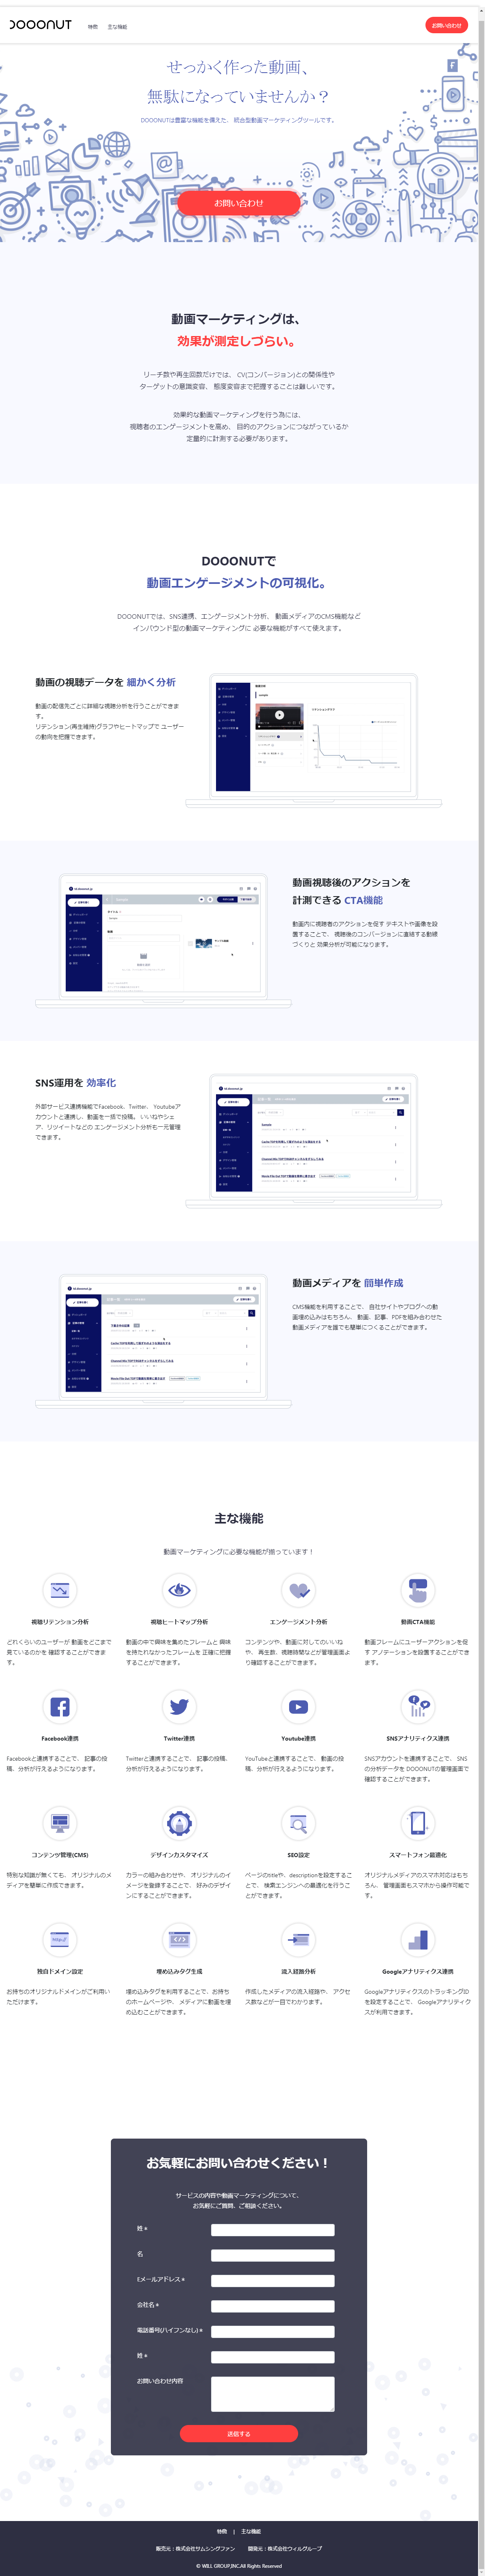 DOOONUT
特徴
主な機能
お問い合わせ
せっかく作った動画、
無駄になっていませんか？
DOOONUTは豊富な機能を備えた、統合型動画マーケティングツールです。
お問い合わせ
動画マーケティングは、
効果が測定しづらい。
リーチ数や再生回数だけでは、 CV(コンバージョン)との関係性や
ターゲットの意識変容、 態度変容まで把握することは難しいです。
効果的な動画マーケティングを行う為には、
視聴者のエンゲージメントを高め、 目的のアクションにつながっているか
定量的に計測する必要があります。
DOOONUTで
動画エンゲージメントの可視化。
DOOONUTでは、SNS連携、エンゲージメント分析、 動画メディアのCMS機能など
インバウンド型の動画マーケティングに 必要な機能がすべて使えます。
動画の視聴データを 細かく分析
動画の配信先ごとに詳細な視聴分析を行うことができま
す。
リテンション(再生維持)グラフやヒートマップで ユーザー
の動向を把握できます。
動画視聴後のアクションを
計測できる CTA機能
動画内に視聴者のアクションを促す テキストや画像を設
置することで、 視聴後のコンバージョンに直結する動線
づくりと 効果分析が可能になります。
SNS運用を 効率化
外部サービス連携機能でFacebook、Twitter、 Youtubeア
カウントと連携し、動画を一括で投稿。 いいねやシェ
ア、リツイートなどの エンゲージメント分析も一元管理
できます。
動画メディアを 簡単作成
CMS機能を利用することで、 自社サイトやブログへの動
画埋め込みはもちろん、 動画、記事、PDFを組み合わせた
動画メディアを誰でも簡単につくることができます。
主な機能
動画マーケティングに必要な機能が揃っています！
視聴リテンション分析
どれくらいのユーザーが 動画をどこまで
見ているのかを 確認することができま
す。
視聴ヒートマップ分析
動画の中で興味を集めたフレームと 興味
を持たれなかったフレームを 正確に把握
することができます。
エンゲージメント分析
コンテンツや、動画に対してのいいね
や、 再生数、視聴時間などが管理画面よ
り確認することができます。
動画CTA機能
動画フレームにユーザーアクションを促
す アノテーションを設置することができ
ます。
Facebook連携
Facebookと連携することで、 記事の投
稿、分析が行えるようになります。
Twitter連携
Twitterと連携することで、 記事の投稿、
分析が行えるようになります。
Youtube連携
YouTubeと連携することで、 動画の投
稿、分析が行えるようになります。
SNSアナリティクス連携
SNSアカウントを連携することで、 SNS
の分析データを DOOONUTの管理画面で
確認することができます。
コンテンツ管理(CMS)
特別な知識が無くても、 オリジナルのメ
ディアを簡単に作成できます。
デザインカスタマイズ
カラーの組み合わせや、 オリジナルのイ
メージを登録することで、 好みのデザイ
ンにすることができます。
SEO設定
ページのtitleや、descriptionを設定するこ
とで、 検索エンジンへの最適化を行うこ
とができます。
スマートフォン最適化
オリジナルメディアのスマホ対応はもち
ろん、 管理画面もスマホから操作可能で
す。
独自ドメイン設定
お持ちのオリジナルドメインがご利用い
ただけます。
埋め込みタグ生成
埋め込みタグを利用することで、お持ち
のホームページや、 メディアに動画を埋
め込むことができます。
流入経路分析
作成したメディアの流入経路や、 アクセ
ス数などが一目でわかります。
Googleアナリティクス連携
GoogleアナリティクスのトラッキングID
を設定することで、 Googleアナリティク
スが利用できます。
お気軽にお問い合わせください！
サービスの内容や動画マーケティングについて、
お気軽にご質問、ご相談ください。
姓＊
名
Eメールアドレス＊
会社名＊
電話番号(ハイフンなし)＊
姓＊
お問い合わせ内容
送信する
特徴 | 主な機能
販売元：株式会社サムシングファン 開発元：株式会社ウィルグループ
© WILL GROUP,INC.All Rights Reserved